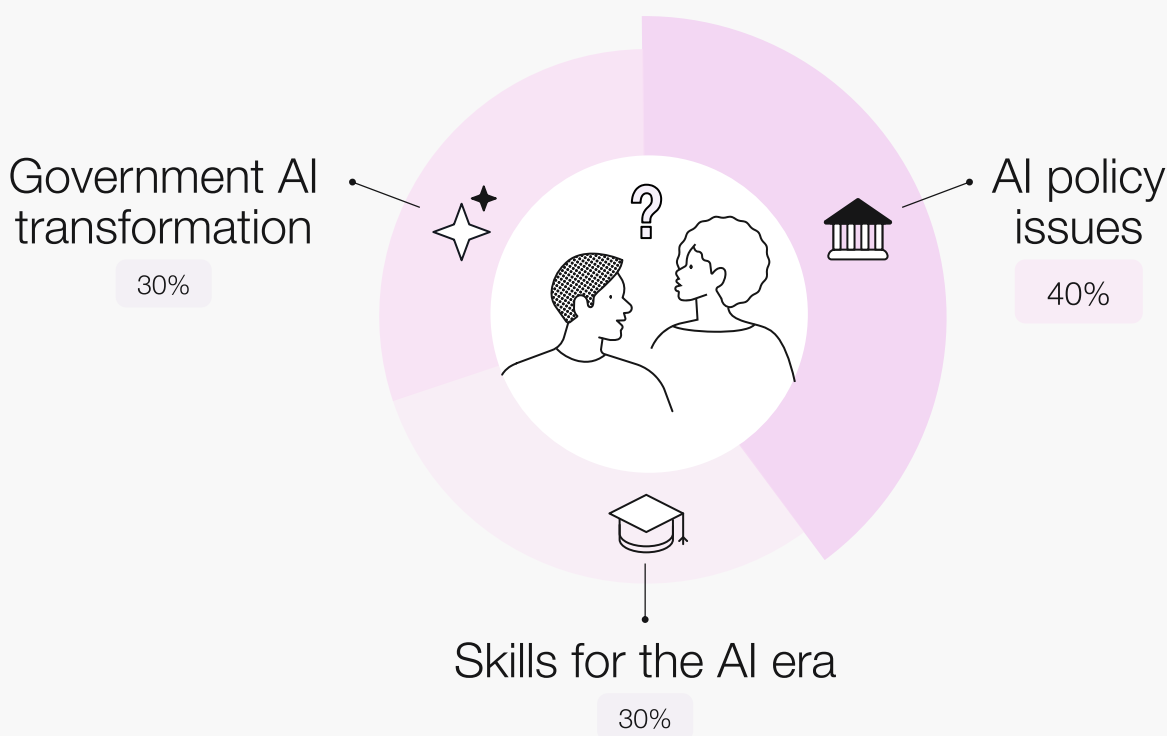 Government AI
transformation
30%
AI policy
issues
40%
Skills for the AI era
30%